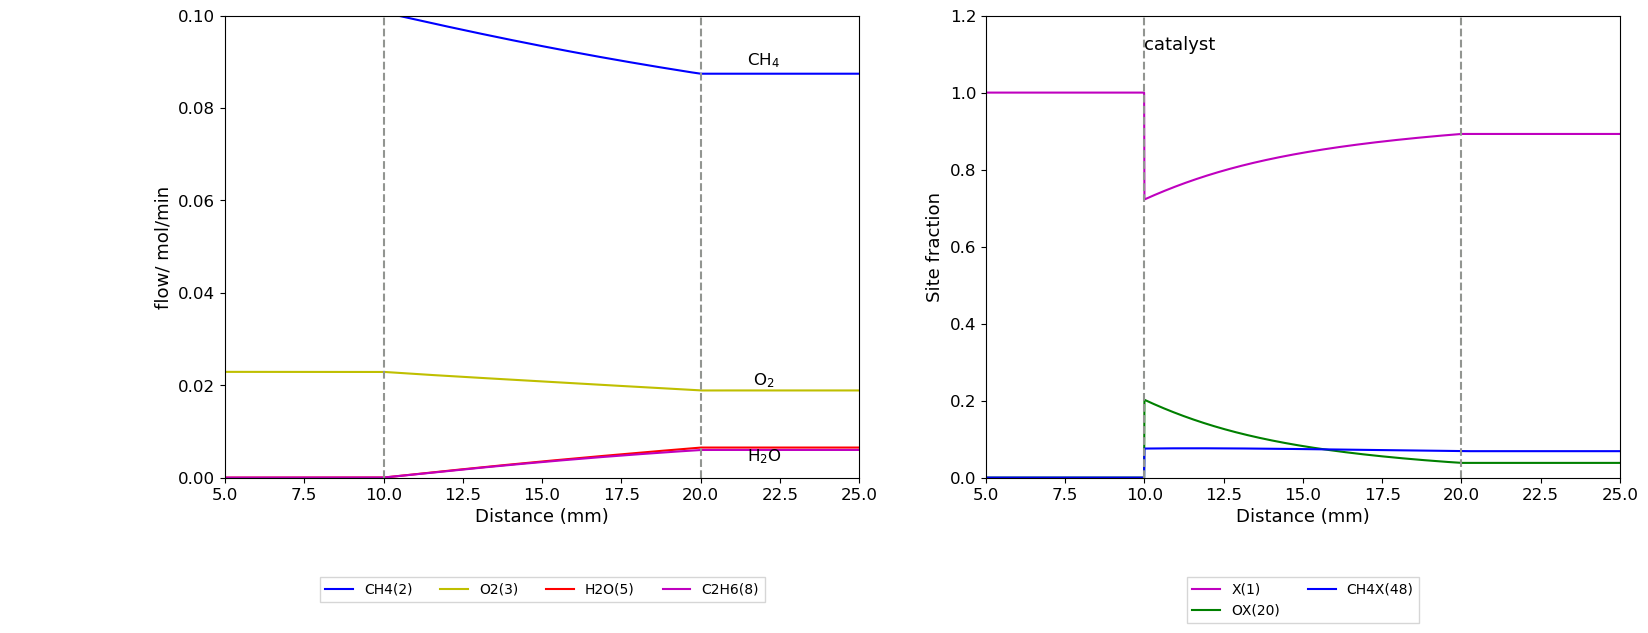 0.10
0.08
0.06
0.04
0.02
0.00
flow/ mol/min
CH₄
O₂
H₂O
5.0 7.5 10.0 12.5 15.0 17.5 20.0 22.5 25.0
Distance (mm)
CH4(2) O2(3) H2O(5) C2H6(8)
1.2
1.0
0.8
0.6
0.4
0.2
0.0
Site fraction
catalyst
5.0 7.5 10.0 12.5 15.0 17.5 20.0 22.5 25.0
Distance (mm)
X(1) CH4X(48)
OX(20)